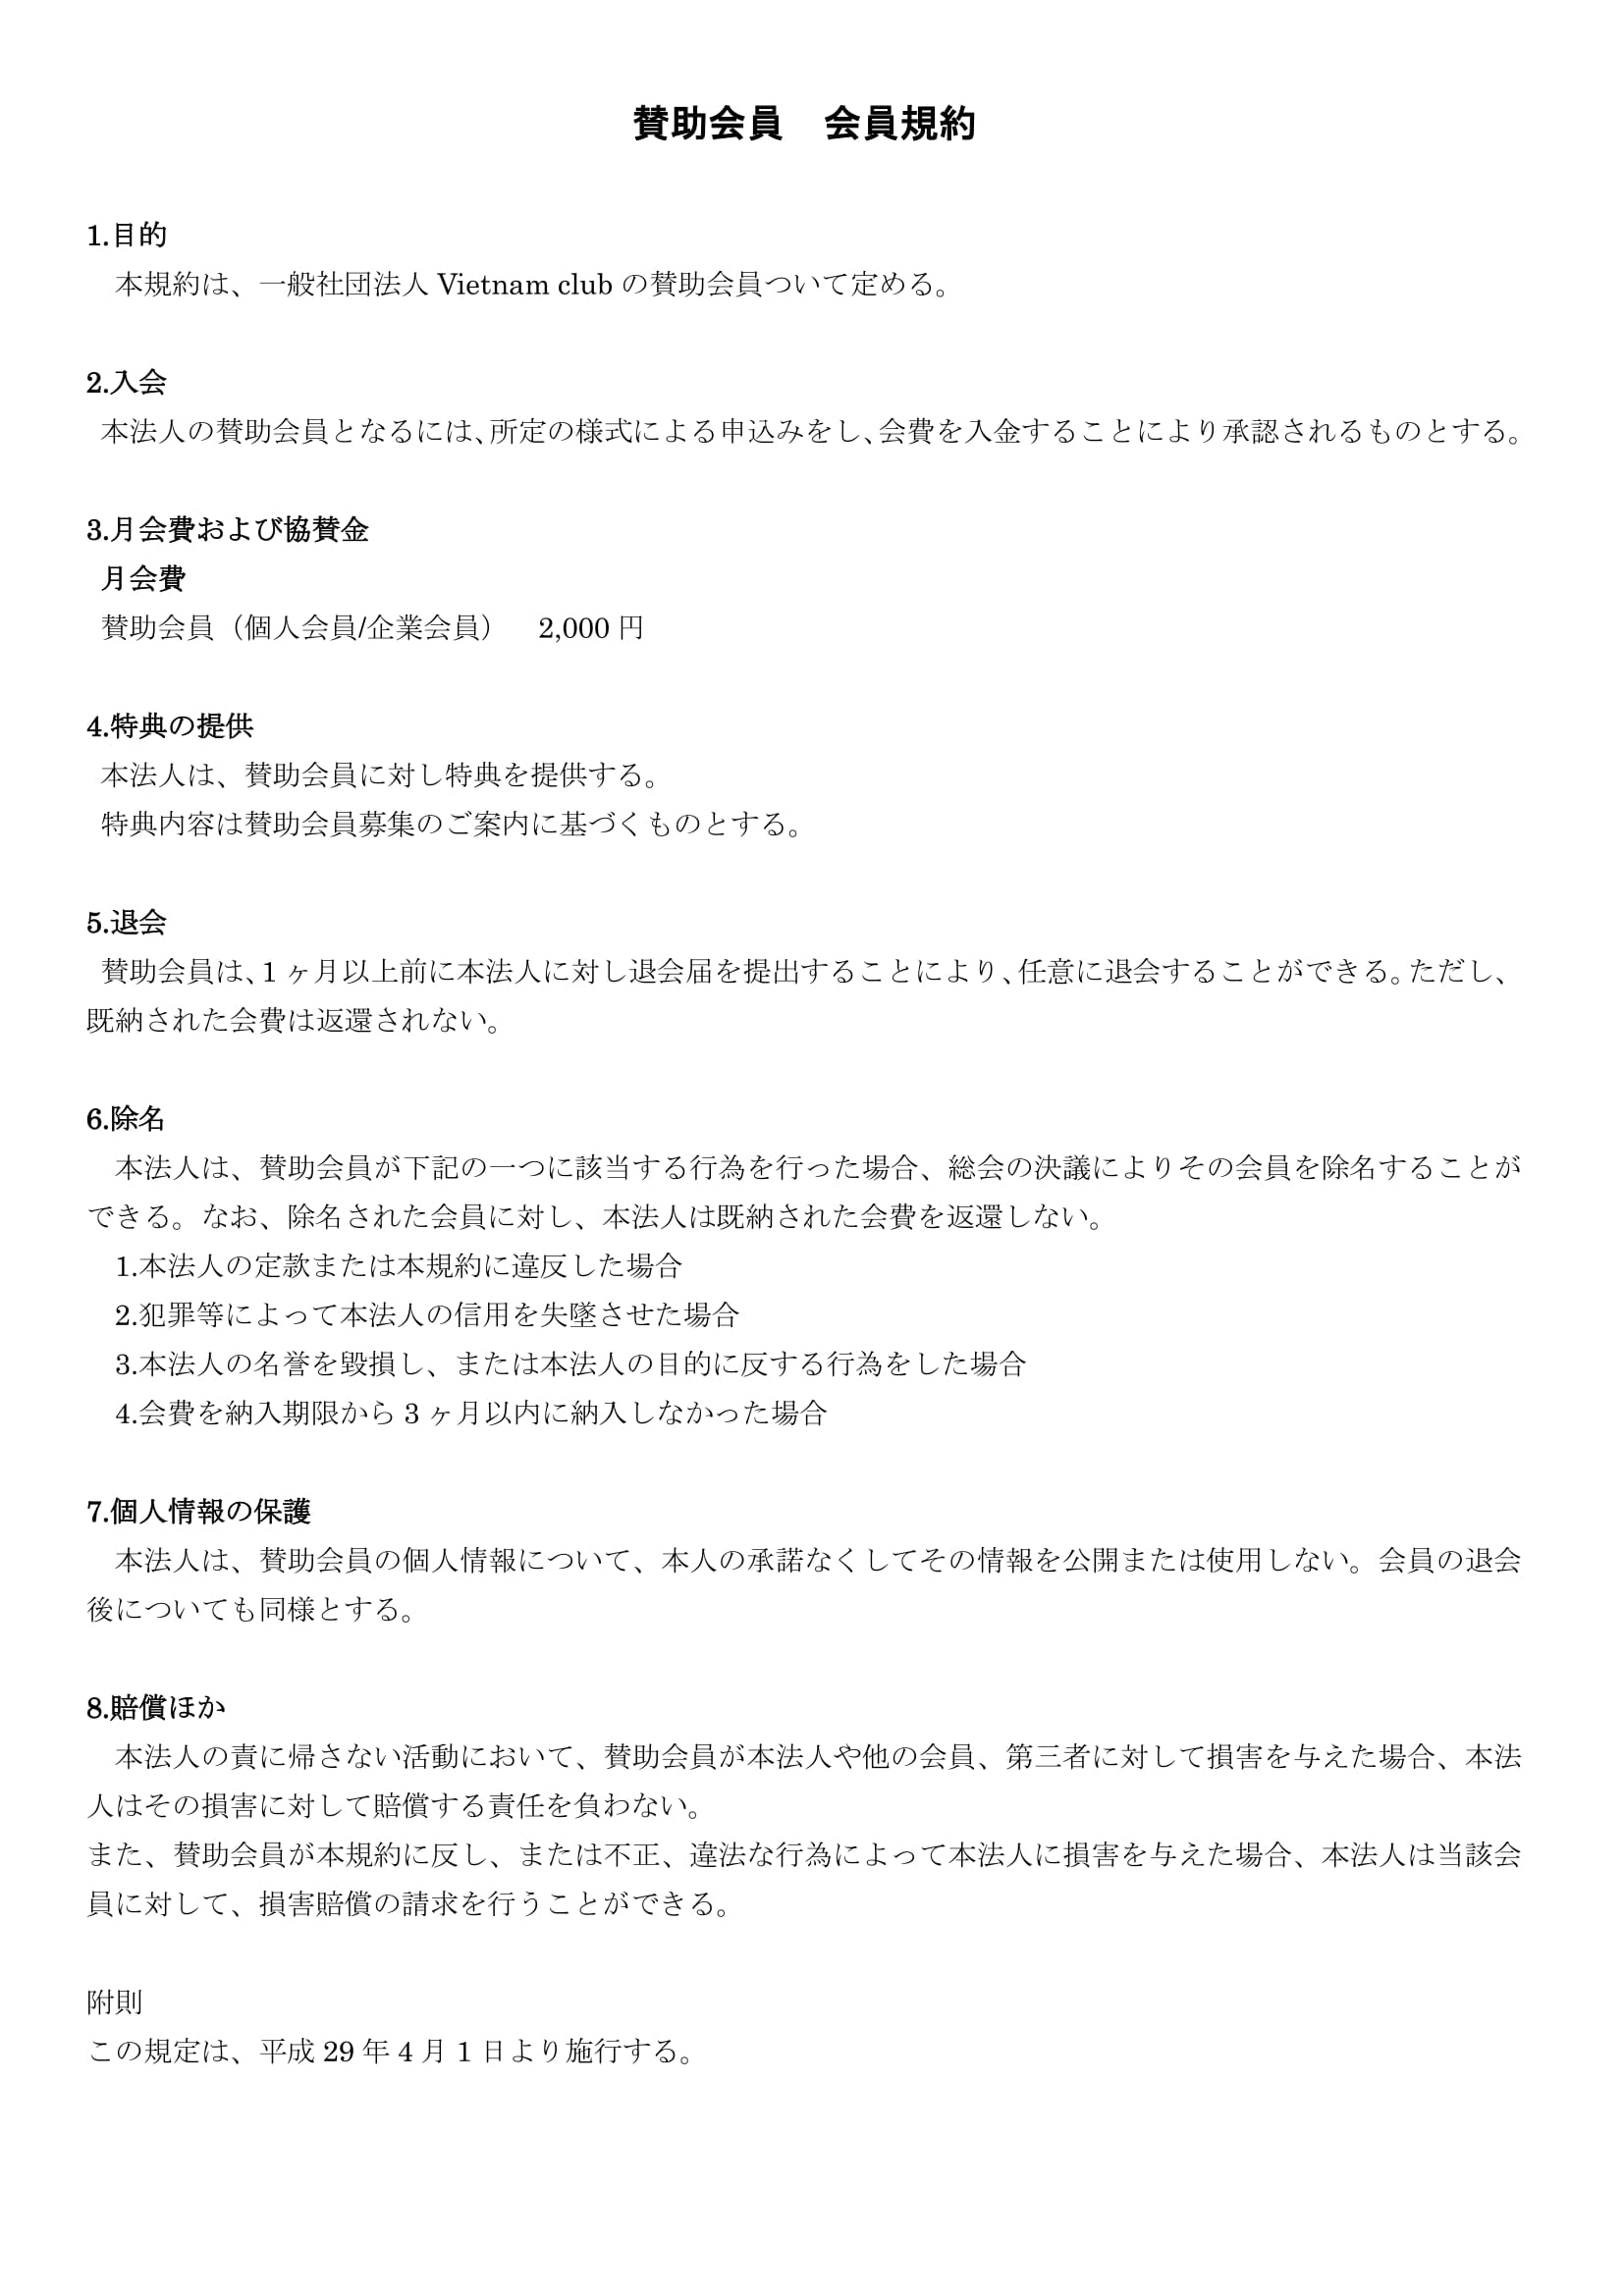 賛助会員　会員規約
1.目的
　本規約は、一般社団法人 Vietnam club の賛助会員ついて定める。
2.入会
本法人の賛助会員となるには、所定の様式による申込みをし、会費を入金することにより承認されるものとする。
3.月会費および協賛金
月会費
賛助会員（個人会員/企業会員）　2,000 円
4.特典の提供
本法人は、賛助会員に対し特典を提供する。
特典内容は賛助会員募集のご案内に基づくものとする。
5.退会
賛助会員は、1 ヶ月以上前に本法人に対し退会届を提出することにより、任意に退会することができる。ただし、
既納された会費は返還されない。
6.除名
　本法人は、賛助会員が下記の一つに該当する行為を行った場合、総会の決議によりその会員を除名することが
できる。なお、除名された会員に対し、本法人は既納された会費を返還しない。
　1.本法人の定款または本規約に違反した場合
　2.犯罪等によって本法人の信用を失墜させた場合
　3.本法人の名誉を毀損し、または本法人の目的に反する行為をした場合
　4.会費を納入期限から 3 ヶ月以内に納入しなかった場合
7.個人情報の保護
　本法人は、賛助会員の個人情報について、本人の承諾なくしてその情報を公開または使用しない。会員の退会
後についても同様とする。
8.賠償ほか
　本法人の責に帰さない活動において、賛助会員が本法人や他の会員、第三者に対して損害を与えた場合、本法
人はその損害に対して賠償する責任を負わない。
また、賛助会員が本規約に反し、または不正、違法な行為によって本法人に損害を与えた場合、本法人は当該会
員に対して、損害賠償の請求を行うことができる。
附則
この規定は、平成 29 年 4 月 1 日より施行する。